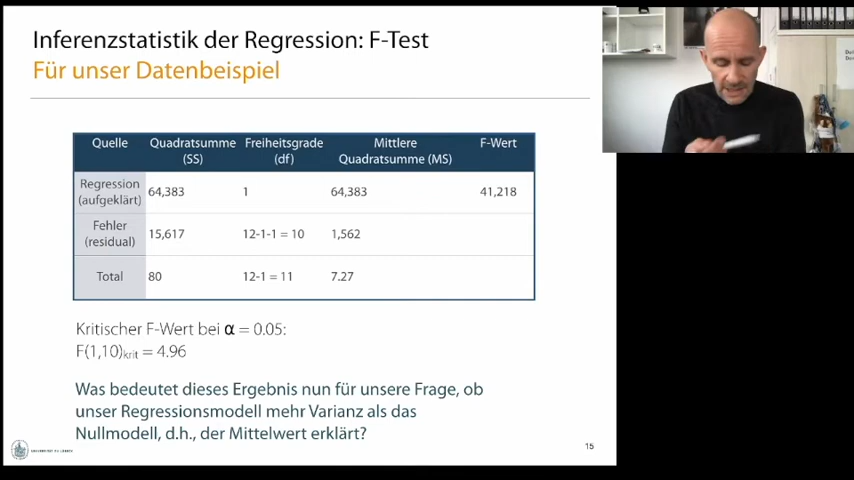 Inferenzstatistik der Regression: F-Test
Für unser Datenbeispiel
Quelle Quadratsumme (SS) Freiheitsgrade (df) Mittlere Quadratsumme (MS) F-Wert
Regression (aufgeklärt) 64,383 1 64,383 41,218
Fehler (residual) 15,617 12-1-1 = 10 1,562
Total 80 12-1 = 11 7.27
Kritischer F-Wert bei α = 0.05:
F(1,10)krit = 4.96
Was bedeutet dieses Ergebnis nun für unsere Frage, ob
unser Regressionsmodell mehr Varianz als das
Nullmodell, d.h., der Mittelwert erklärt?
15